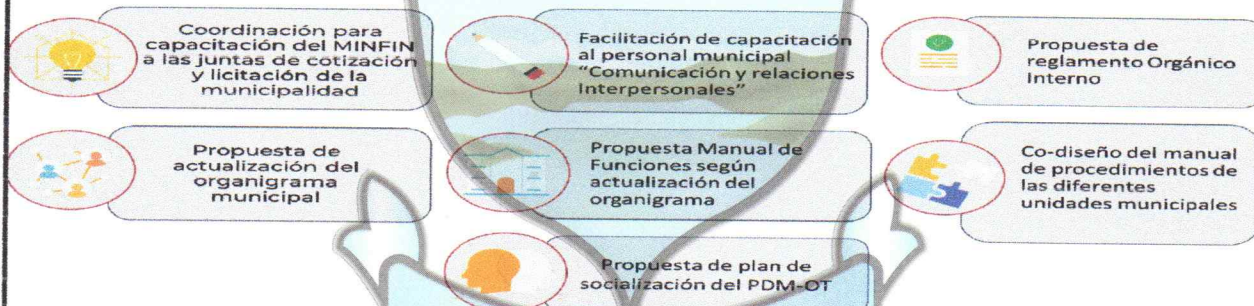 Coordinación para
capacitación del MINFIN
a las juntas de cotización
y licitación de la
municipalidad
Facilitación de capacitación
al personal municipal
“Comunicación y relaciones
Interpersonales”
Propuesta de
reglamento Orgánico
Interno
Propuesta de
actualización del
organigrama
municipal
Propuesta Manual de
Funciones según
actualización del
organigrama
Co-diseño del manual
de procedimientos de
las diferentes
unidades municipales
Propuesta de plan de
socialización del PDM-OT